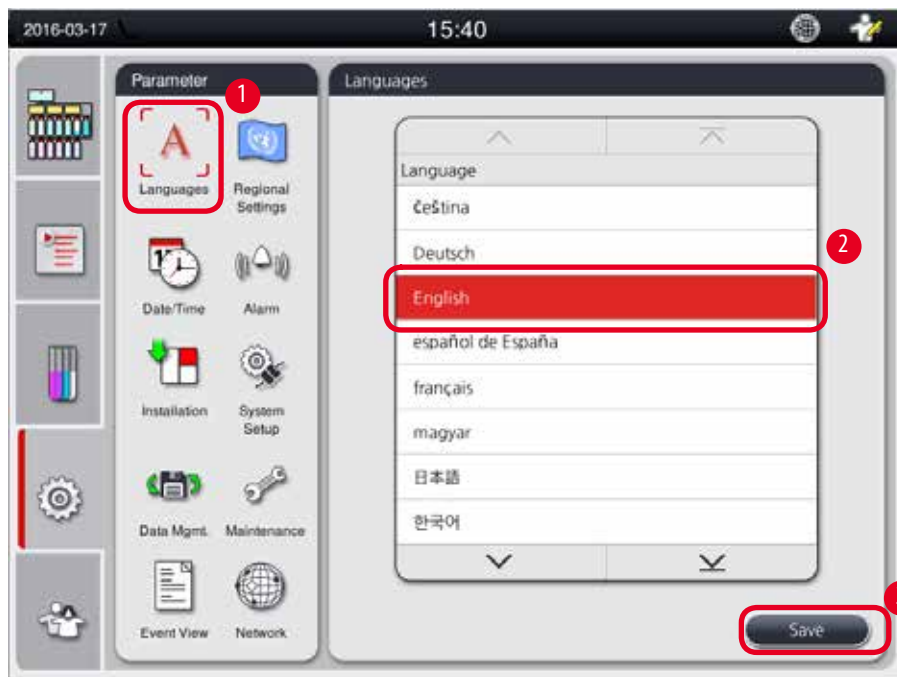 2016-03-17
15:40
Parameter
1
Languages
Regional
Settings
Date/Time
Alarm
Installation
System
Setup
Data Mgmt.
Maintenance
Event View
Network
Languages
Language
čeština
Deutsch
2
English
español de España
français
magyar
日本語
한국어
Save